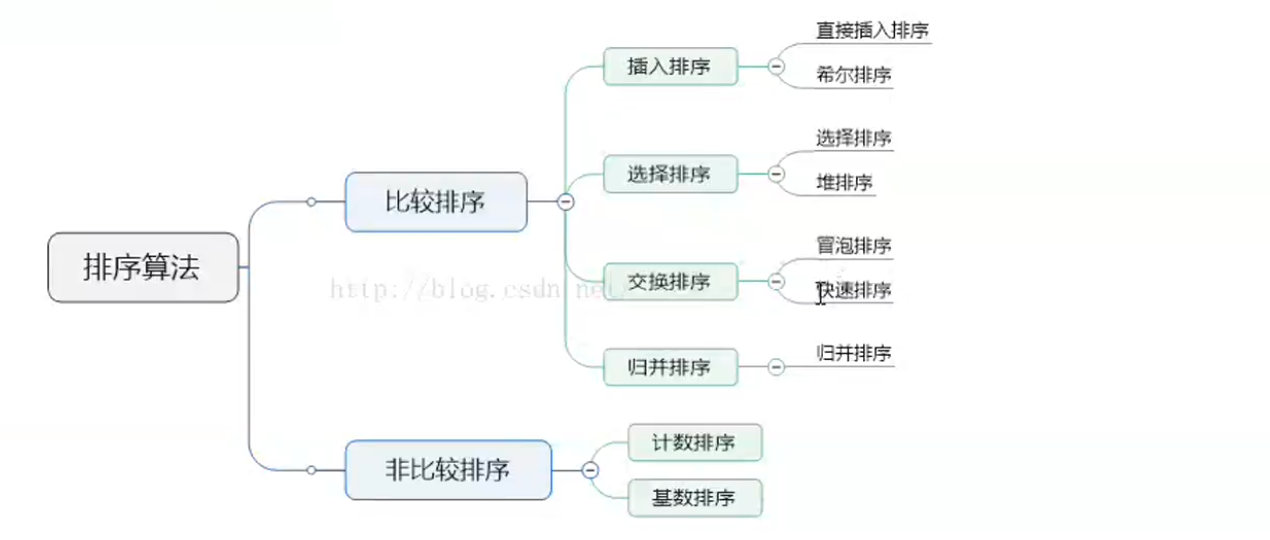 排序算法
比较排序
插入排序
直接插入排序
希尔排序
选择排序
选择排序
堆排序
交换排序
冒泡排序
快速排序
归并排序
归并排序
非比较排序
计数排序
基数排序
http://blog.csdn.net/